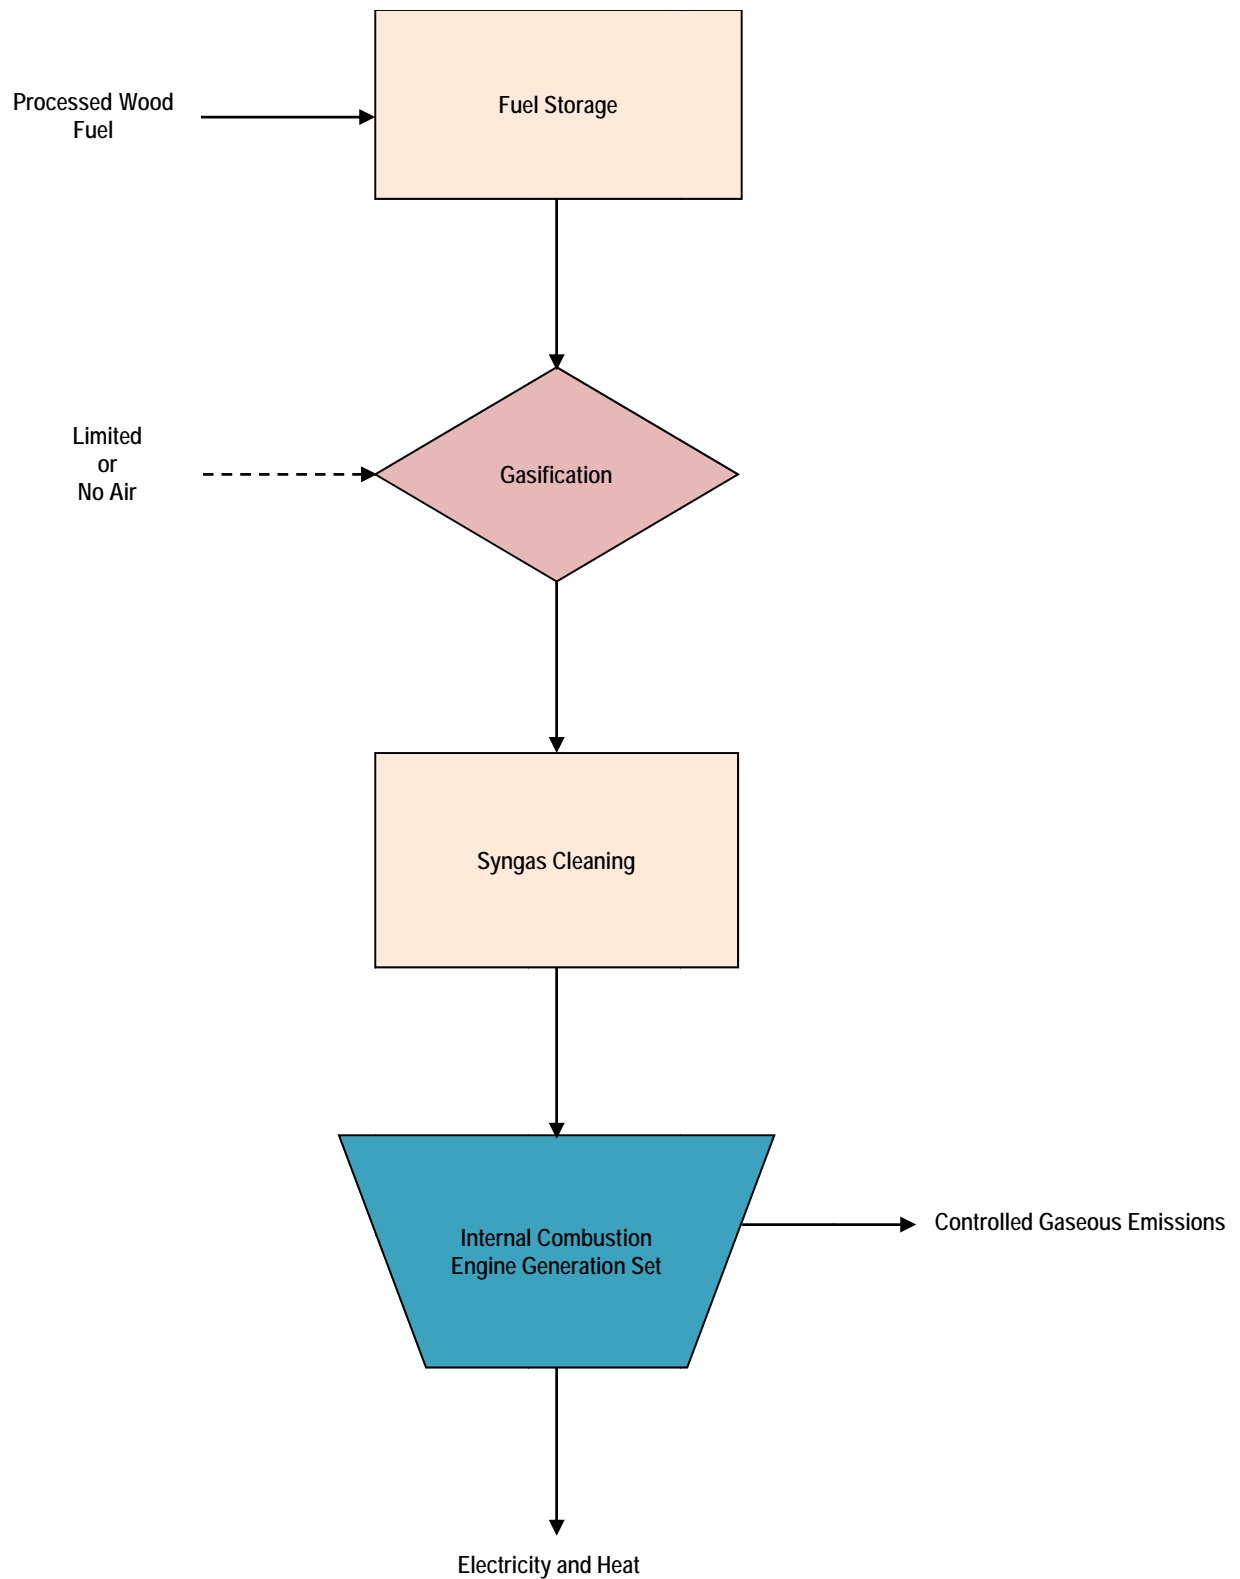 Processed Wood
Fuel
Fuel Storage
Limited
or
No Air
Gasification
Syngas Cleaning
Internal Combustion
Engine Generation Set
Controlled Gaseous Emissions
Electricity and Heat